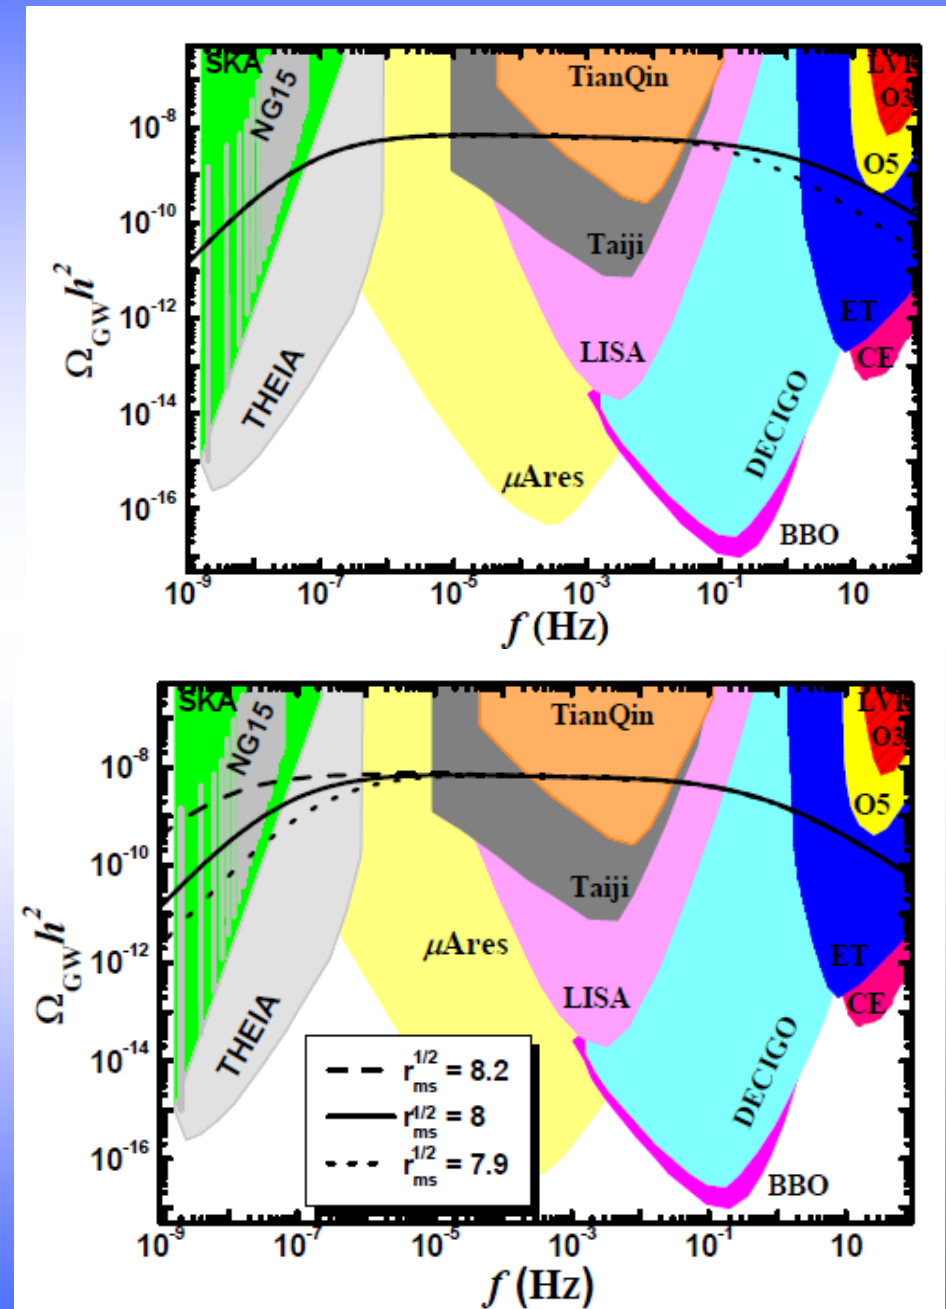 SKA
LVK
TianQin
O3
NG15
10⁻⁸
O5
10⁻¹⁰
Taiji
Ω_GW h²
10⁻¹²
ET
LISA
CE
THEIA
10⁻¹⁴
DECIGO
μAres
10⁻¹⁶
BBO
10⁻⁹ 10⁻⁷ 10⁻⁵ 10⁻³ 10⁻¹ 10
f (Hz)
SKA
TianQin
O3
NG15
10⁻⁸
O5
10⁻¹⁰
Taiji
Ω_GW h²
μAres
10⁻¹²
ET
LISA
CE
THEIA
10⁻¹⁴
DECIGO
r_ms^1/2 = 8.2
r_ms^1/2 = 8
r_ms^1/2 = 7.9
10⁻¹⁶
BBO
10⁻⁹ 10⁻⁷ 10⁻⁵ 10⁻³ 10⁻¹ 10
f (Hz)